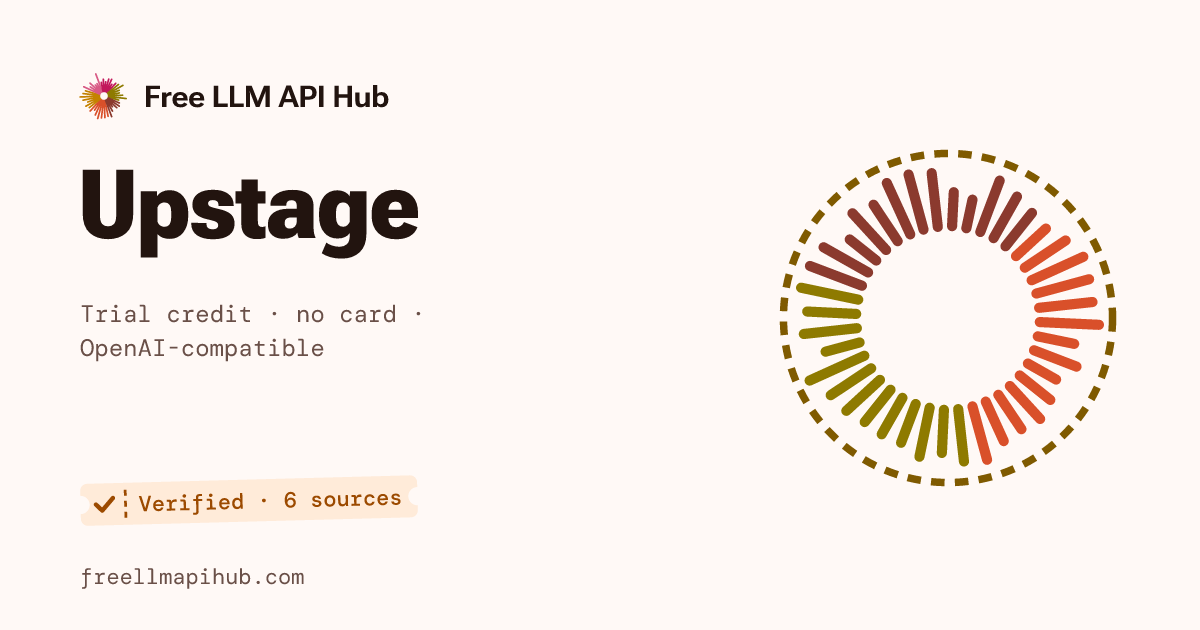 Free LLM API Hub
Upstage
Trial credit · no card ·
OpenAI-compatible
Verified · 6 sources
freellmapihub.com